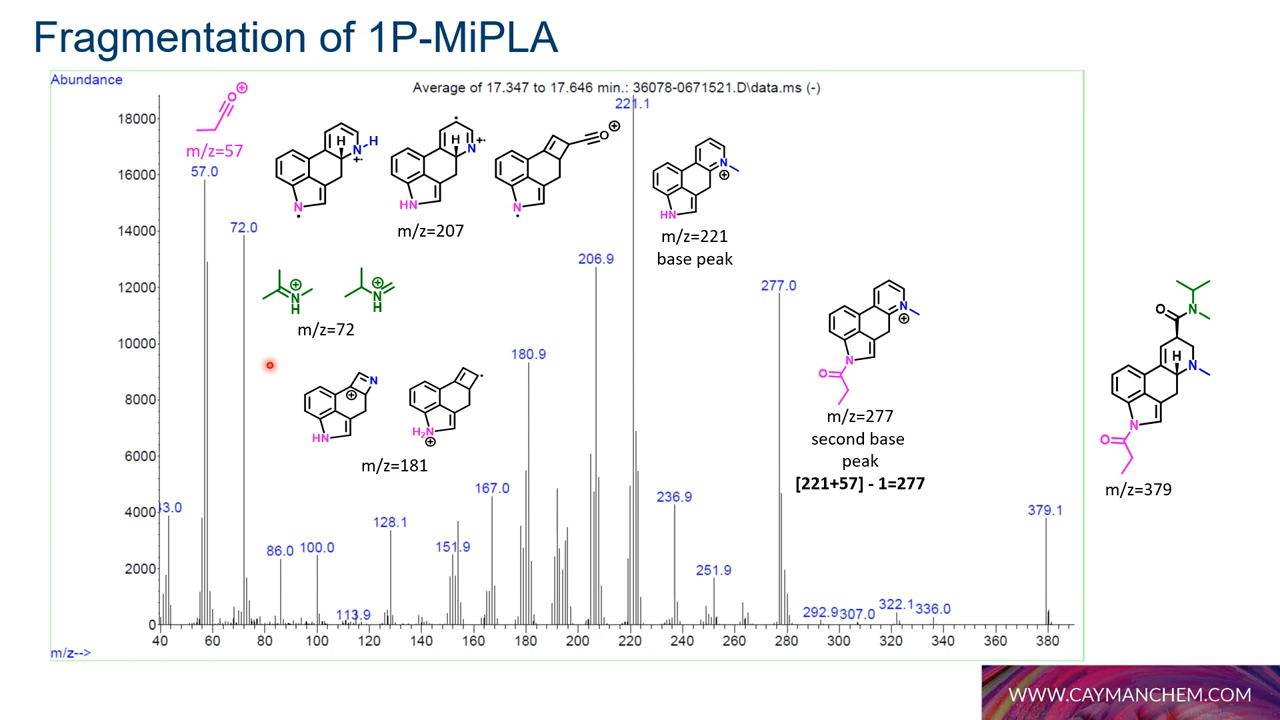 Fragmentation of 1P-MiPLA
Abundance
Average of 17.347 to 17.646 min.: 36078-0671521.D\data.ms (-)
18000
16000
14000
12000
10000
8000
6000
4000
2000
0
40 60 80 100 120 140 160 180 200 220 240 260 280 300 320 340 360 380
m/z-->
57.0
72.0
43.0
86.0
100.0
113.9
128.1
151.9
167.0
180.9
206.9
221.1
236.9
251.9
277.0
292.9
307.0
322.1
336.0
379.1
O
m/z=57
H
N
H
N
H
N
HN
O
N
m/z=207
N
HN
m/z=221
base peak
N
H
N
H
m/z=72
N
HN
H2N
m/z=181
N
N
O
m/z=277
second base
peak
[221+57] - 1=277
O
N
H
N
N
O
m/z=379
WWW.CAYMANCHEM.COM